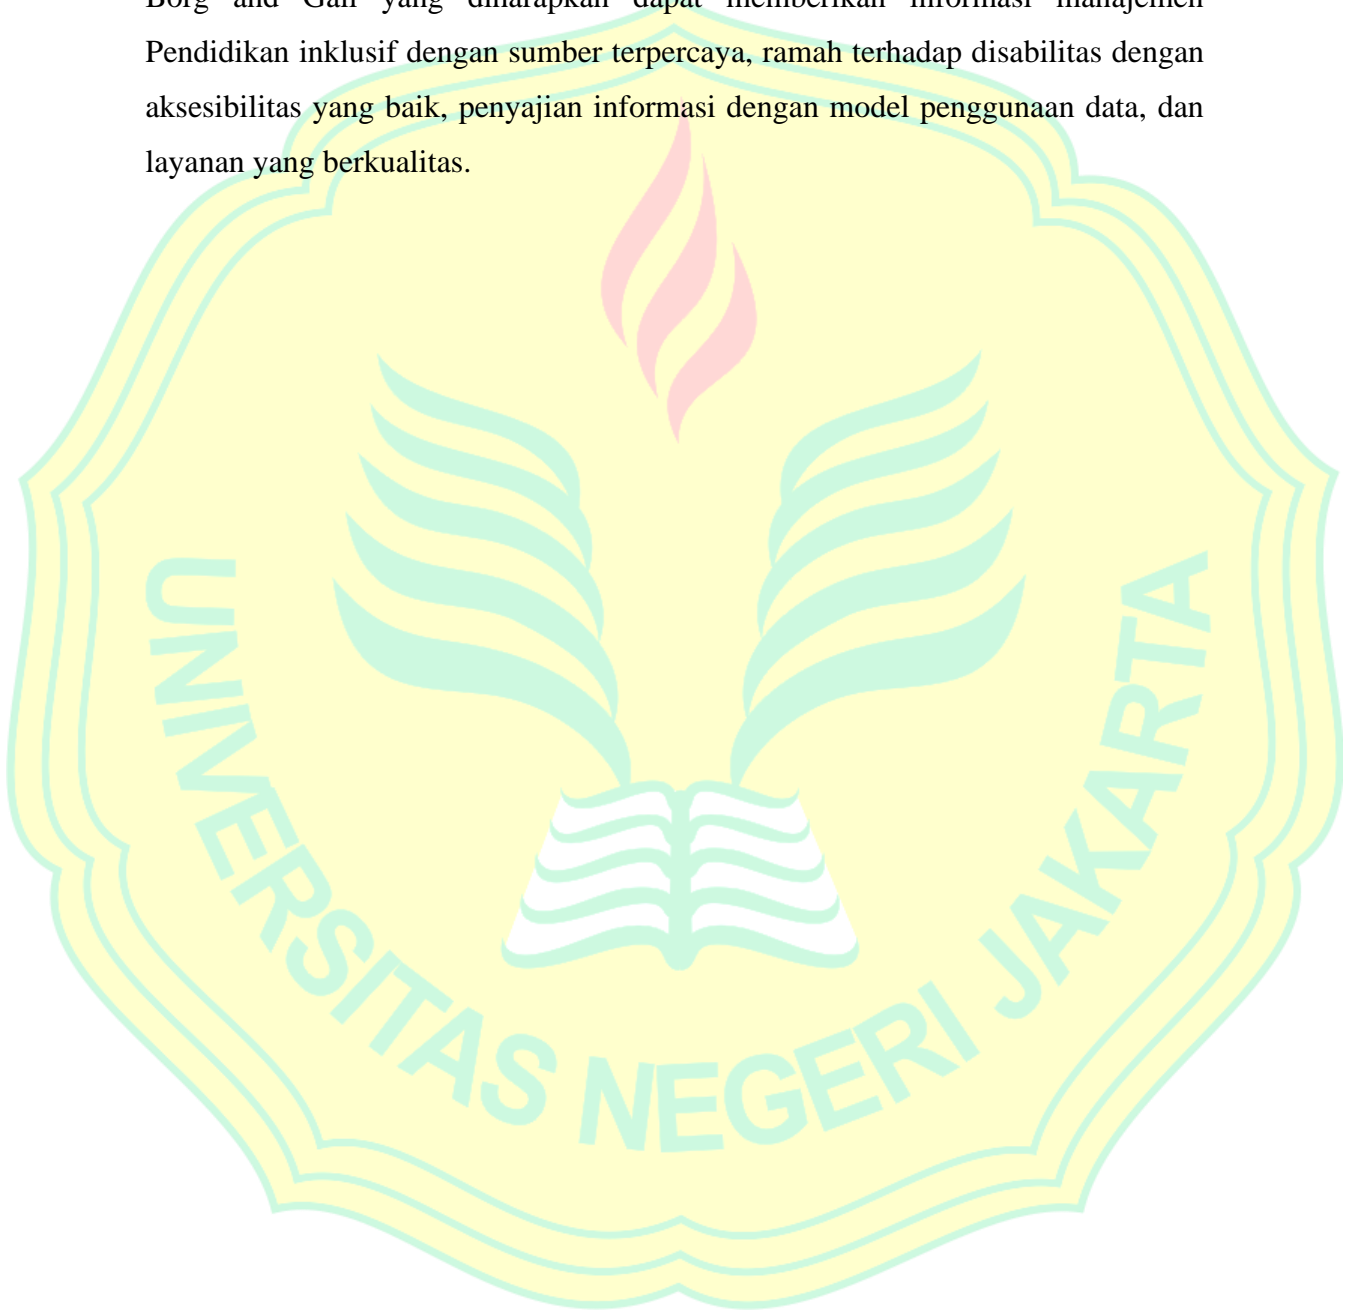 Borg and Gall yang diharapkan dapat memberikan informasi manajemen
Pendidikan inklusif dengan sumber terpercaya, ramah terhadap disabilitas dengan
aksesibilitas yang baik, penyajian informasi dengan model penggunaan data, dan
layanan yang berkualitas.
UNIVERSITAS NEGERI JAKARTA